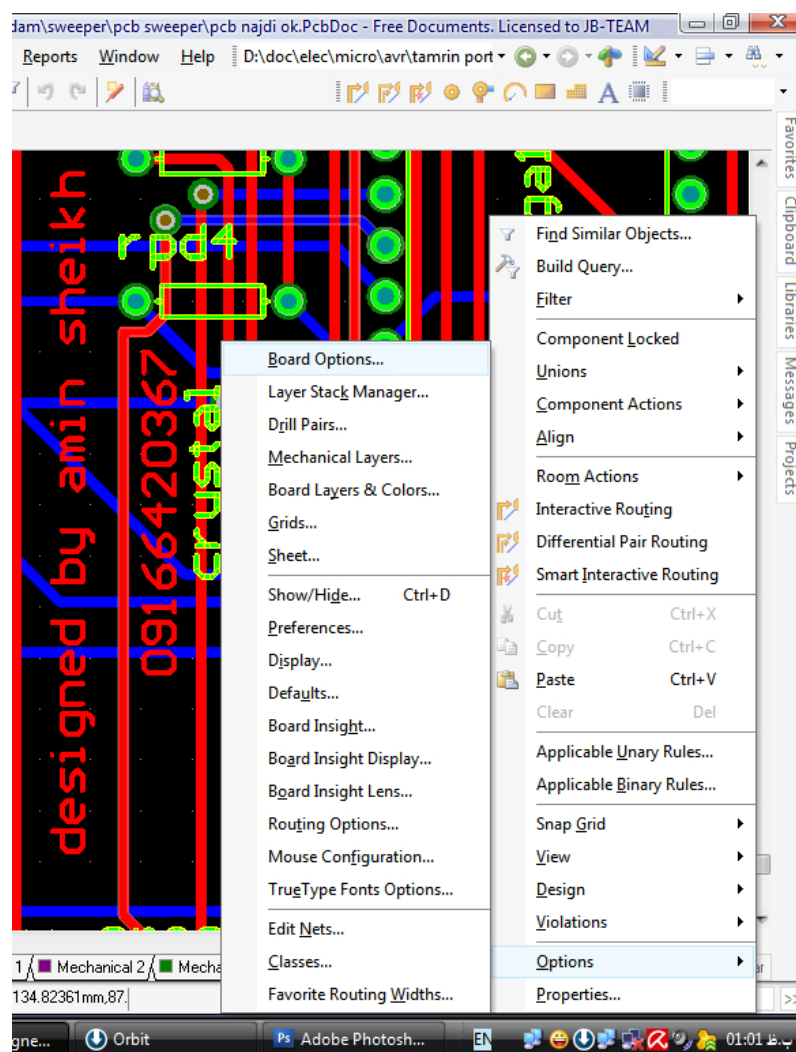 dam\sweeper\pcb sweeper\pcb najdi ok.PcbDoc - Free Documents. Licensed to JB-TEAM
Reports Window Help D:\doc\elec\micro\avr\tamrin port
A
Favorites
Clipboard
Libraries
Messages
Projects
rpd4
designed by amin sheikh
09166420367
crustal
Find Similar Objects...
Build Query...
Filter
Component Locked
Unions
Component Actions
Align
Room Actions
Interactive Routing
Differential Pair Routing
Smart Interactive Routing
Cut Ctrl+X
Copy Ctrl+C
Paste Ctrl+V
Clear Del
Applicable Unary Rules...
Applicable Binary Rules...
Snap Grid
View
Design
Violations
Options
Properties...
Board Options...
Layer Stack Manager...
Drill Pairs...
Mechanical Layers...
Board Layers & Colors...
Grids...
Sheet...
Show/Hide... Ctrl+D
Preferences...
Display...
Defaults...
Board Insight...
Board Insight Display...
Board Insight Lens...
Routing Options...
Mouse Configuration...
TrueType Fonts Options...
Edit Nets...
Classes...
Favorite Routing Widths...
1 Mechanical 2 Mecha
134.82361mm,87.
gne... Orbit Ps Adobe Photosh... EN 01:01 ب.ظ